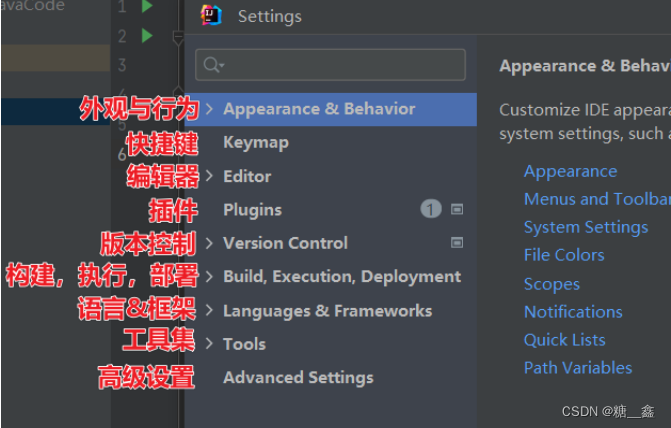 avaCode
1
Settings
2
3
Appearance & Behav
外观与行为 Appearance & Behavior
Customize IDE appeara
快捷键 Keymap
system settings, such a
6
编辑器 Editor
Appearance
插件 Plugins 1
Menus and Toolbar
版本控制 Version Control
System Settings
File Colors
构建，执行，部署 Build, Execution, Deployment
Scopes
语言&框架 Languages & Frameworks
Notifications
工具集 Tools
Quick Lists
Path Variables
高级设置 Advanced Settings
CSDN @糖__鑫